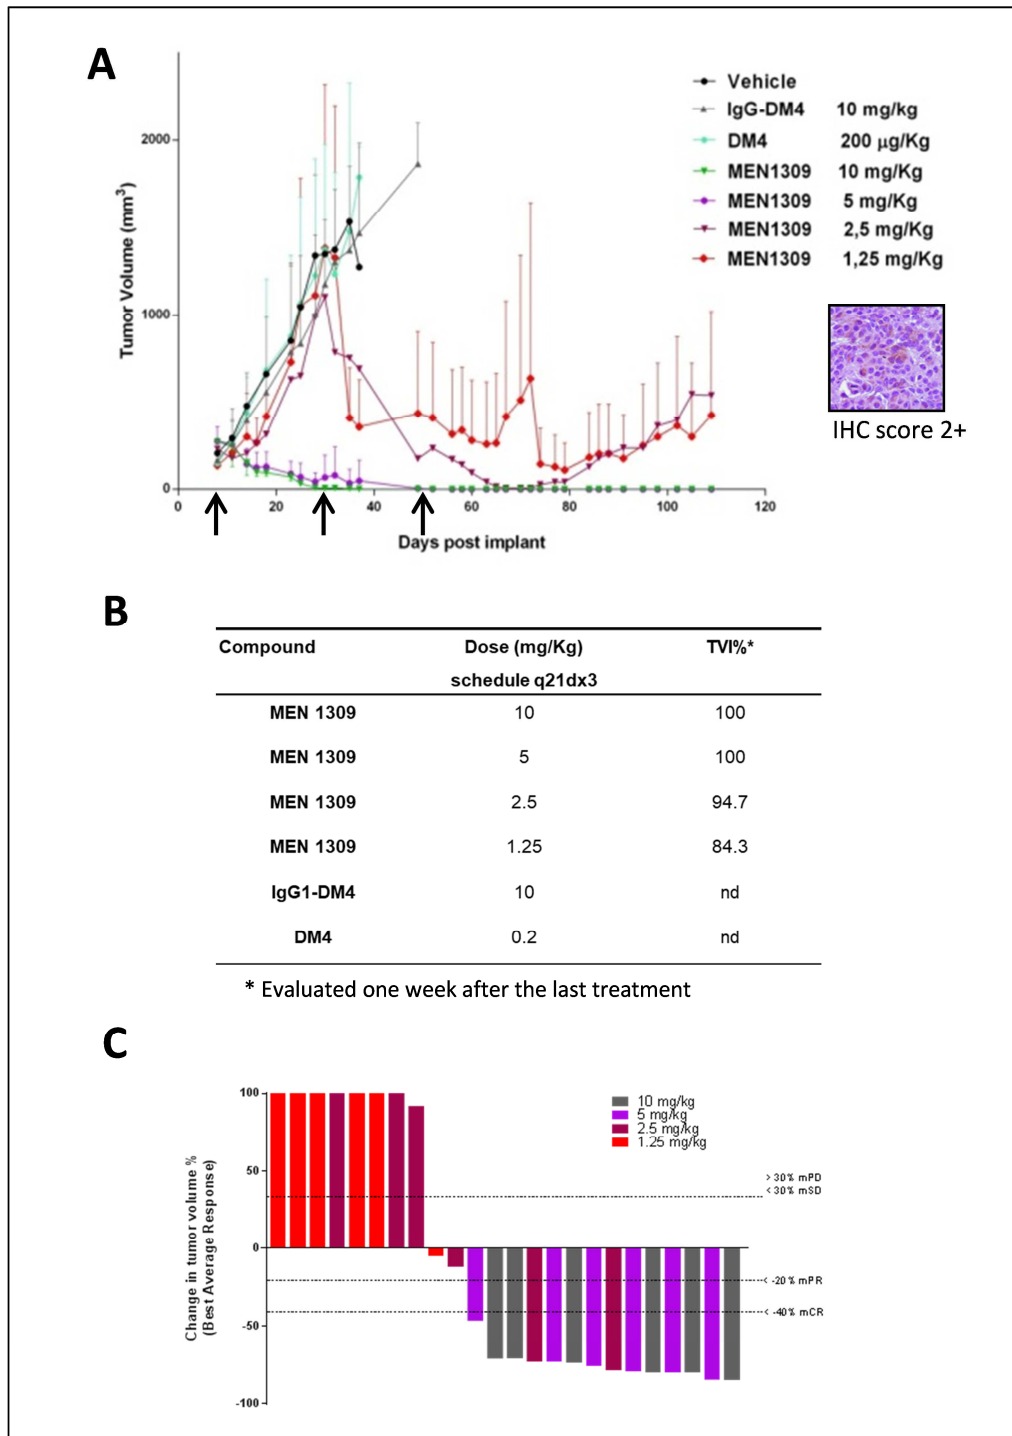 A
Tumor Volume (mm³)
2000
1000
0
0 20 40 60 80 100 120
Days post implant
Vehicle
IgG-DM4 10 mg/kg
DM4 200 µg/Kg
MEN1309 10 mg/Kg
MEN1309 5 mg/Kg
MEN1309 2,5 mg/Kg
MEN1309 1,25 mg/Kg
IHC score 2+
B
Compound Dose (mg/Kg) TVI%*
schedule q21dx3
MEN 1309 10 100
MEN 1309 5 100
MEN 1309 2.5 94.7
MEN 1309 1.25 84.3
IgG1-DM4 10 nd
DM4 0.2 nd
* Evaluated one week after the last treatment
C
Change in tumor volume %
(Best Average Response)
100
50
0
-50
-100
10 mg/kg
5 mg/kg
2.5 mg/kg
1.25 mg/kg
> 30% mPD
< 30% mSD
< -20% mPR
< -40% mCR